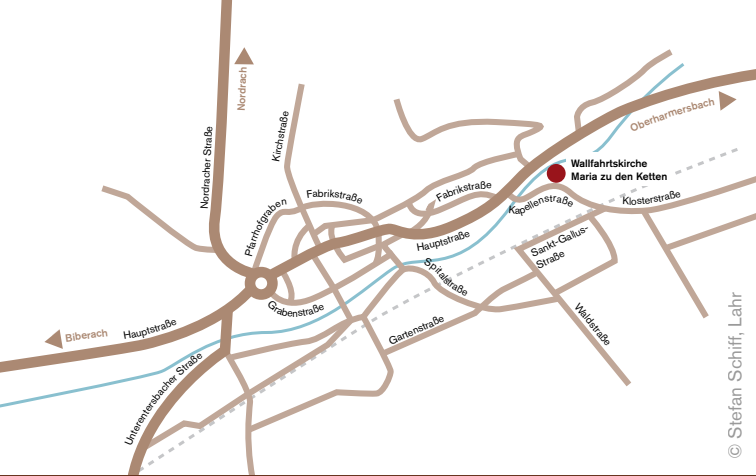 Nordrach
Nordracher Straße
Kirchstraße
Pfarrhofgraben
Fabrikstraße
Fabrikstraße
Oberharmersbach
Wallfahrtskirche
Maria zu den Ketten
Kapellenstraße
Klosterstraße
Hauptstraße
Sankt-Gallus-
Straße
Spitalstraße
Grabenstraße
Gartenstraße
Waldstraße
Biberach
Hauptstraße
Unterentersbacher Straße
© Stefan Schiff, Lahr